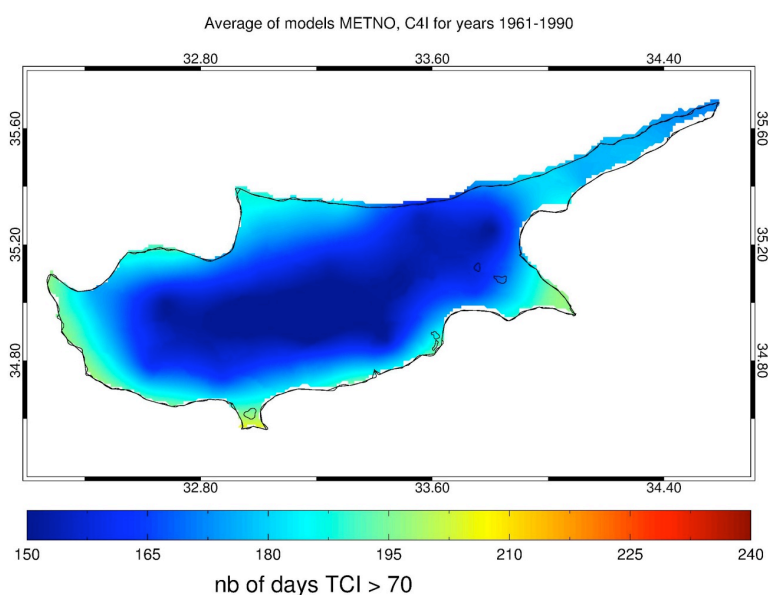 Average of models METNO, C4I for years 1961-1990
32.80 33.60 34.40
35.60 35.60
35.20 35.20
34.80 34.80
32.80 33.60 34.40
150 165 180 195 210 225 240
nb of days TCI > 70